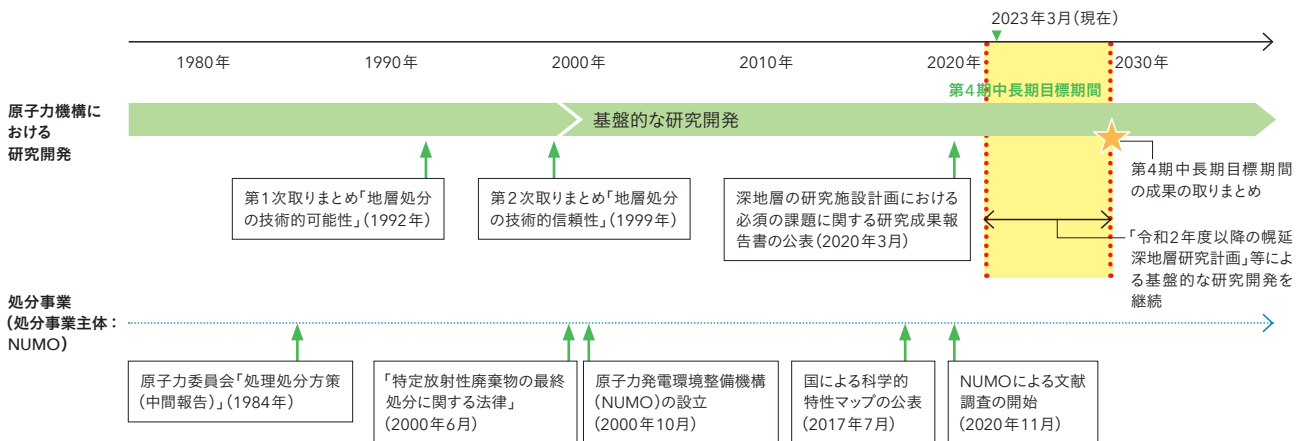 2023年3月(現在)
1980年
1990年
2000年
2010年
2020年
2030年
第4期中長期目標期間
原子力機構に
おける
研究開発
基盤的な研究開発
第1次取りまとめ「地層処分
の技術的可能性」(1992年)
第2次取りまとめ「地層処分
の技術的信頼性」(1999年)
深地層の研究施設計画における
必須の課題に関する研究成果報
告書の公表(2020年3月)
第4期中長期目標期間
の成果の取りまとめ
「令和2年度以降の幌延
深地層研究計画」等によ
る基盤的な研究開発を
継続
処分事業
(処分事業主体:
NUMO)
原子力委員会「処理処分方策
(中間報告)」(1984年)
「特定放射性廃棄物の最終
処分に関する法律」
(2000年6月)
原子力発電環境整備機構
(NUMO)の設立
(2000年10月)
国による科学的
特性マップの公表
(2017年7月)
NUMOによる文献
調査の開始
(2020年11月)